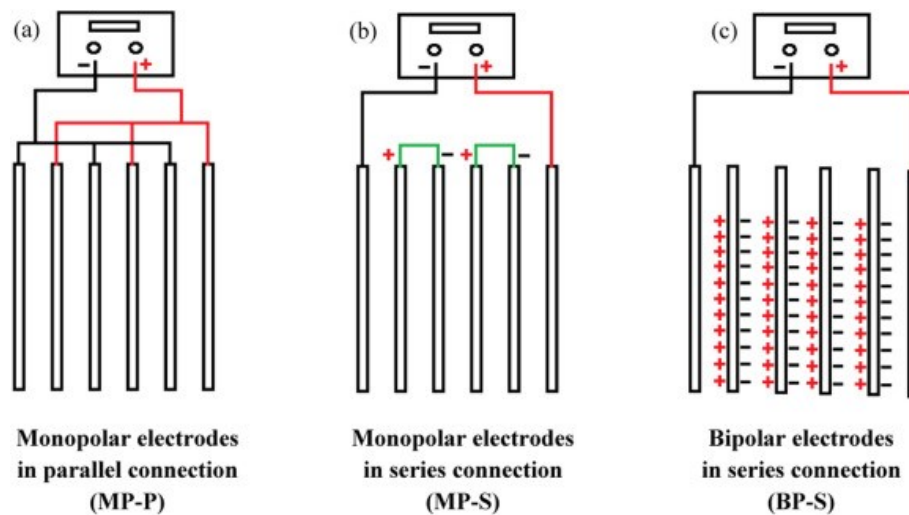 (a)
− +
Monopolar electrodes
in parallel connection
(MP-P)
(b)
− +
+ − + −
Monopolar electrodes
in series connection
(MP-S)
(c)
− +
+ − + − + − + −
+ − + − + − + −
+ − + − + − + −
+ − + − + − + −
+ − + − + − + −
+ − + − + − + −
+ − + − + − + −
+ − + − + − + −
+ − + − + − + −
+ − + − + − + −
+ − + − + − + −
Bipolar electrodes
in series connection
(BP-S)